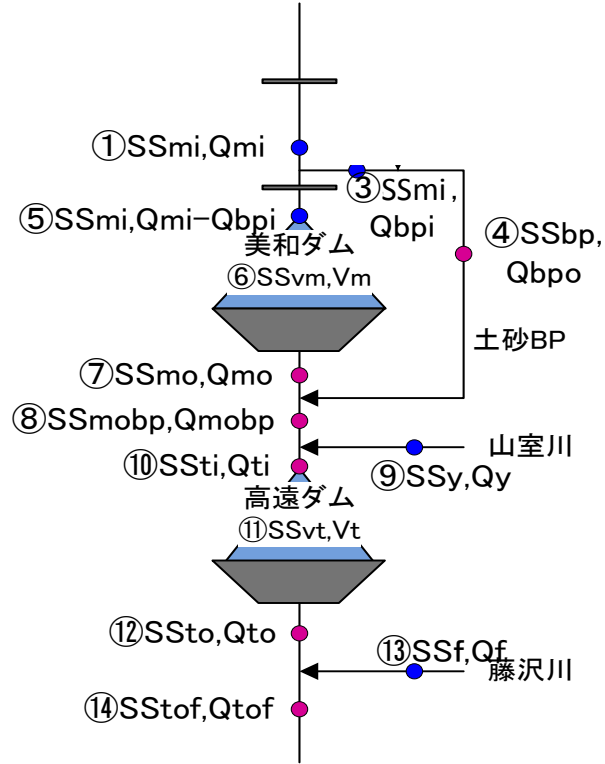 ①SSmi,Qmi
③SSmi,
Qbpi
⑤SSmi,Qmi−Qbpi
④SSbp,
Qbpo
美和ダム
⑥SSvm,Vm
土砂BP
⑦SSmo,Qmo
⑧SSmobp,Qmobp
山室川
⑩SSti,Qti
⑨SSy,Qy
高遠ダム
⑪SSvt,Vt
⑫SSto,Qto
⑬SSf,Qf
藤沢川
⑭SStof,Qtof